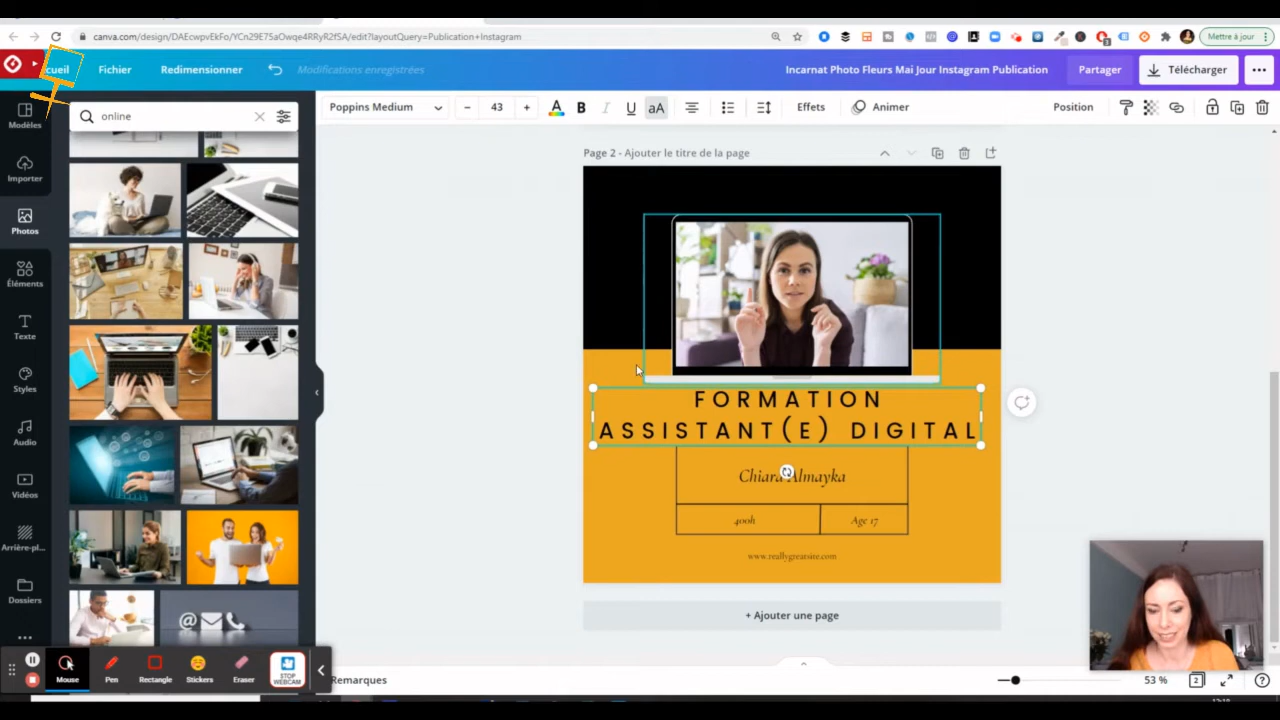 canva.com/design/DAEcwpvEkFo/YCn29E75aOwqe4RRyR2fSA/edit?layoutQuery=Publication+Instagram
Mettre à jour
cueil
Fichier
Redimensionner
Modifications enregistrées
Incarnat Photo Fleurs Mai Jour Instagram Publication
Partager
Télécharger
Modèles
Importer
Photos
Éléments
Texte
Styles
Audio
Vidéos
Arrière-pl...
Dossiers
online
Poppins Medium
43
aA
Effets
Animer
Position
Page 2 - Ajouter le titre de la page
FORMATION
ASSISTANT(E) DIGITAL
Chiara Almayka
400h
Age 17
www.reallygreatsite.com
+ Ajouter une page
Mouse
Pen
Rectangle
Stickers
Eraser
STOP
WEBCAM
Remarques
53 %
2